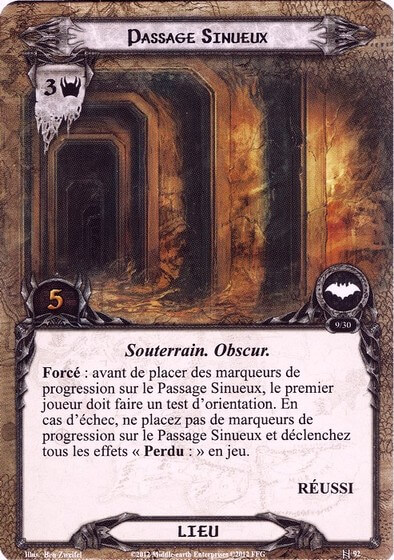 Passage Sinueux
3
5
9/30
Souterrain. Obscur.
Forcé : avant de placer des marqueurs de
progression sur le Passage Sinueux, le premier
joueur doit faire un test d'orientation. En
cas d'échec, ne placez pas de marqueurs de
progression sur le Passage Sinueux et déclenchez
tous les effets « Perdu : » en jeu.
RÉUSSI
LIEU
Illus. Ben Zweifel
©2012 Middle-earth Enterprises ©2012 FFG
92